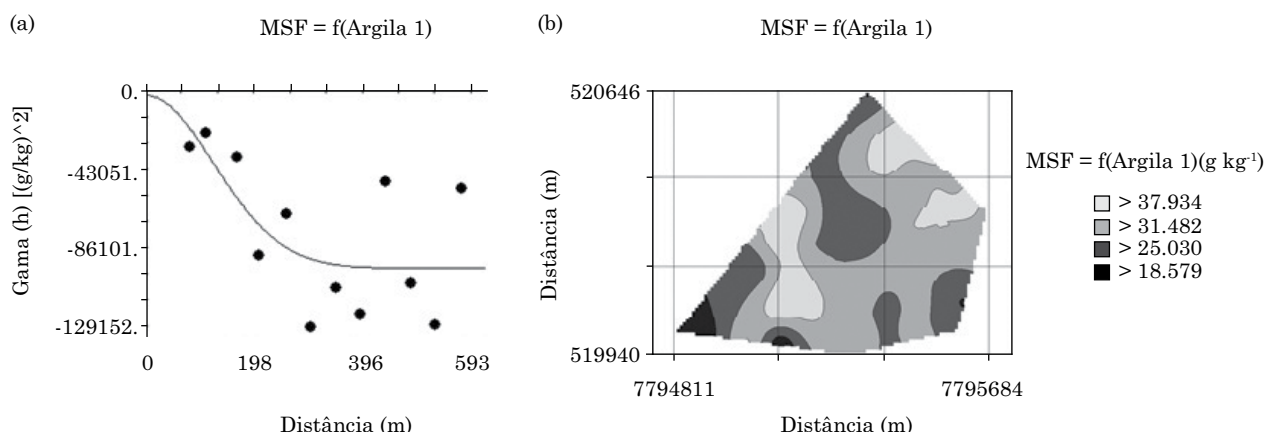 (a)
MSF = f(Argila 1)
Gama (h) [(g/kg)^2]
0.
-43051.
-86101.
-129152.
0 198 396 593
Distância (m)
(b)
MSF = f(Argila 1)
Distância (m)
520646
519940
7794811 7795684
Distância (m)
MSF = f(Argila 1)(g kg⁻¹)
> 37.934
> 31.482
> 25.030
> 18.579